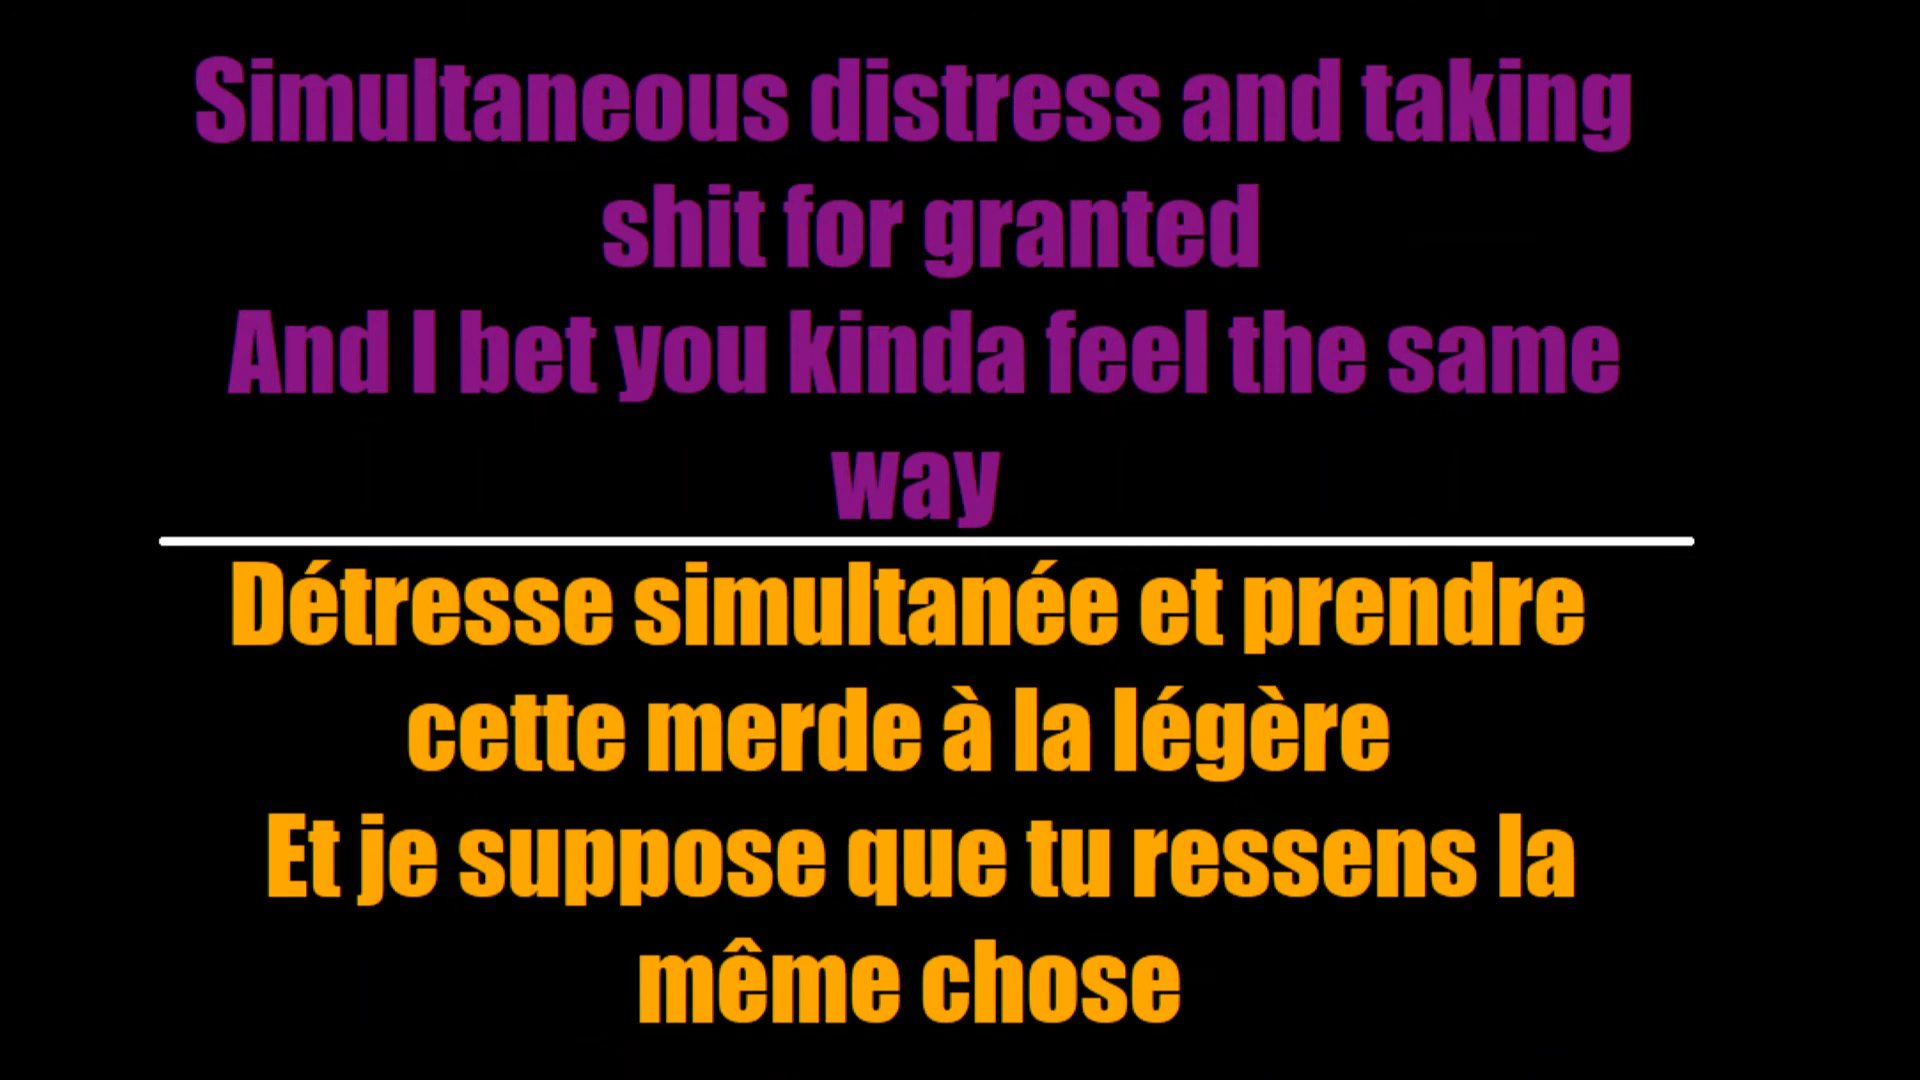 Simultaneous distress and taking
shit for granted
And I bet you kinda feel the same
way
Détresse simultanée et prendre
cette merde à la légère
Et je suppose que tu ressens la
même chose